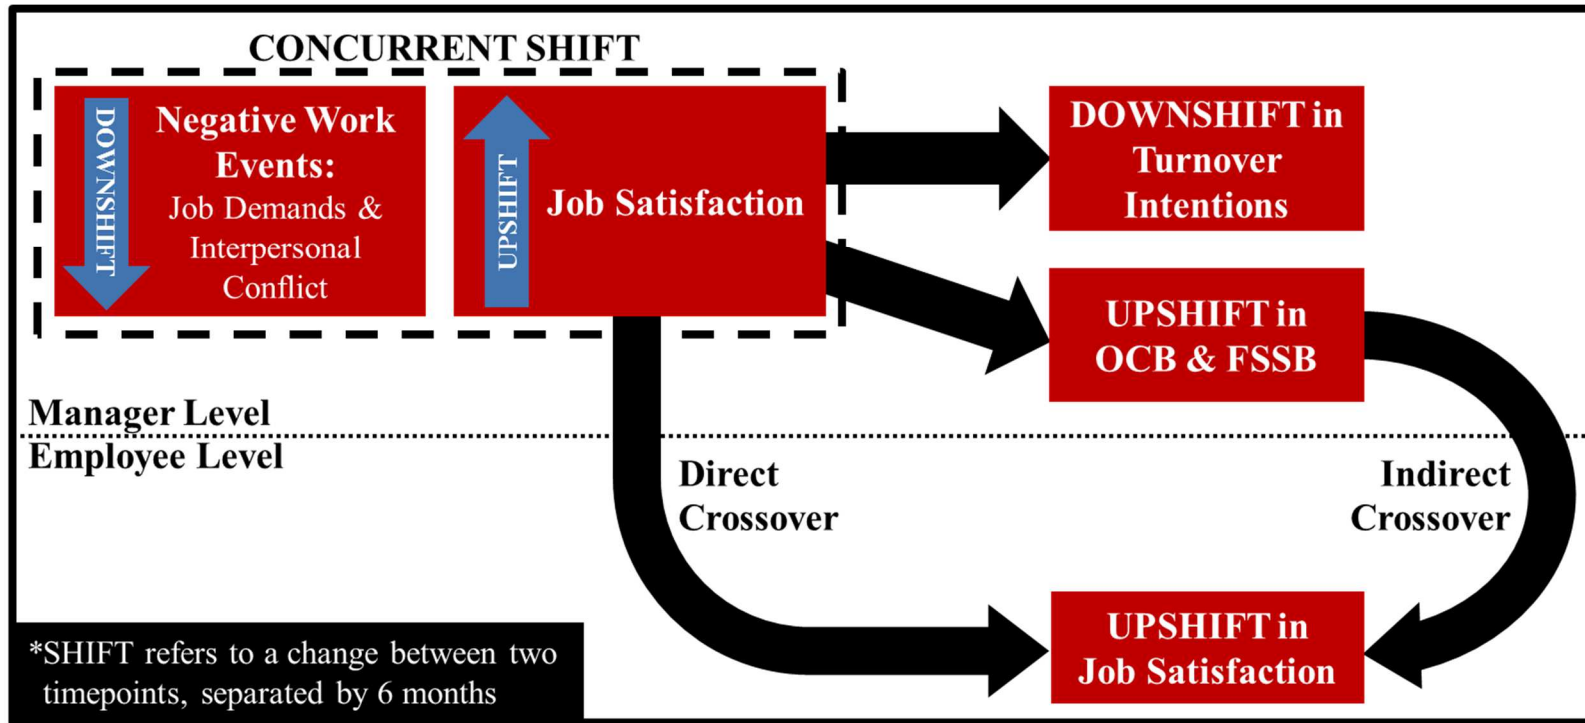 CONCURRENT SHIFT
DOWNSHIFT
Negative Work
Events:
Job Demands &
Interpersonal
Conflict
UPSHIFT
Job Satisfaction
DOWNSHIFT in
Turnover
Intentions
UPSHIFT in
OCB & FSSB
Manager Level
Employee Level
Direct
Crossover
Indirect
Crossover
UPSHIFT in
Job Satisfaction
*SHIFT refers to a change between two
timepoints, separated by 6 months